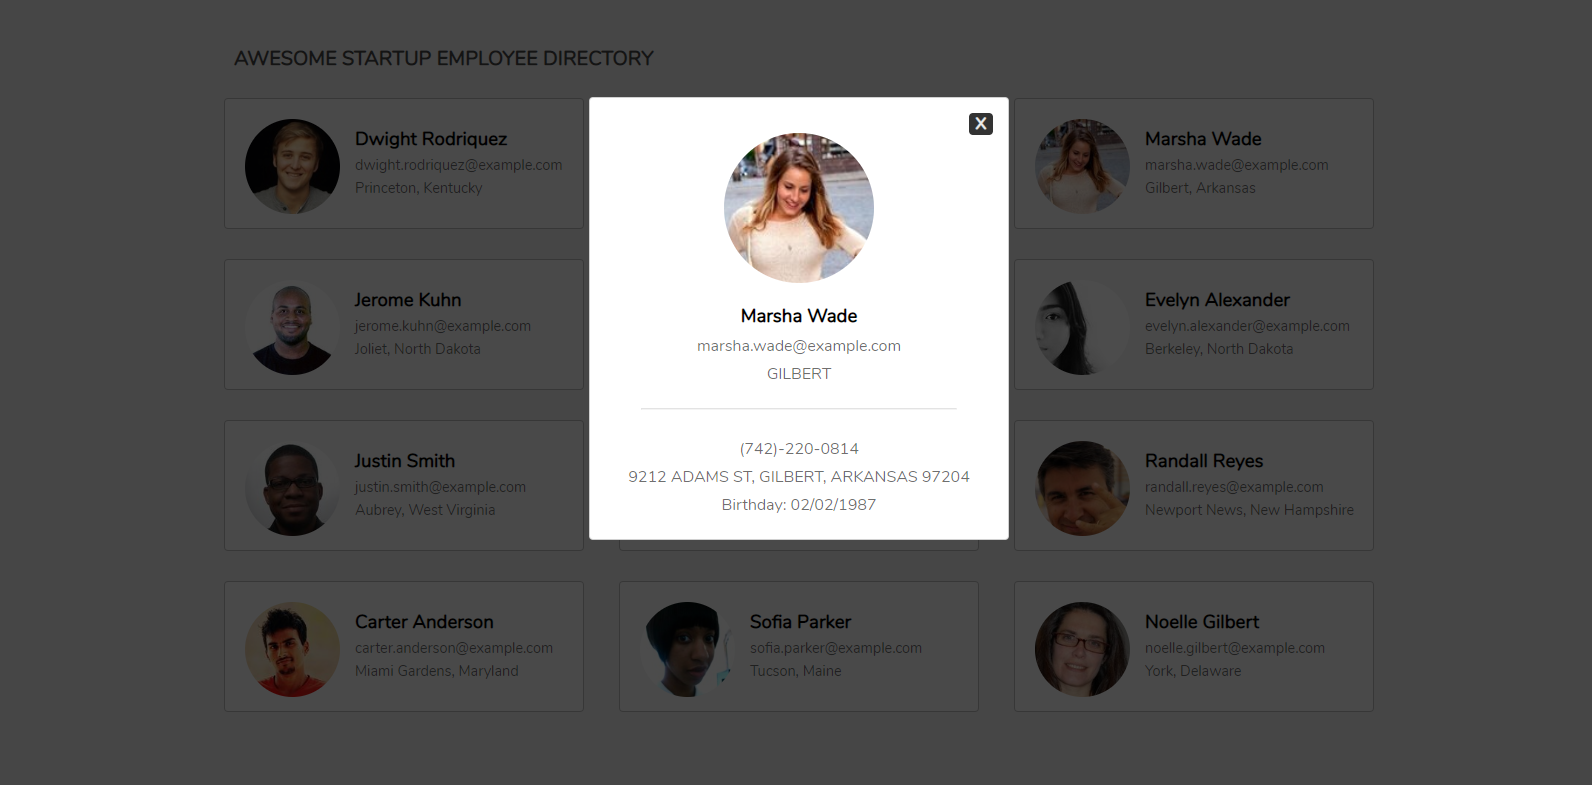 AWESOME STARTUP EMPLOYEE DIRECTORY
Dwight Rodriquez
dwight.rodriquez@example.com
Princeton, Kentucky
X
Marsha Wade
marsha.wade@example.com
GILBERT
(742)-220-0814
9212 ADAMS ST, GILBERT, ARKANSAS 97204
Birthday: 02/02/1987
Marsha Wade
marsha.wade@example.com
Gilbert, Arkansas
Jerome Kuhn
jerome.kuhn@example.com
Joliet, North Dakota
Evelyn Alexander
evelyn.alexander@example.com
Berkeley, North Dakota
Justin Smith
justin.smith@example.com
Aubrey, West Virginia
Randall Reyes
randall.reyes@example.com
Newport News, New Hampshire
Carter Anderson
carter.anderson@example.com
Miami Gardens, Maryland
Sofia Parker
sofia.parker@example.com
Tucson, Maine
Noelle Gilbert
noelle.gilbert@example.com
York, Delaware